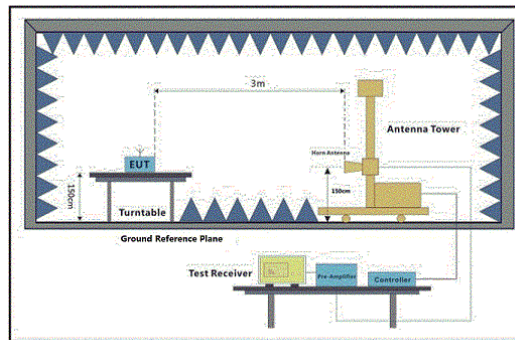 3m
Antenna Tower
Horn Antenna
EUT
150cm
150cm
Turntable
Ground Reference Plane
Test Receiver
Pre-Amplifier
Controller